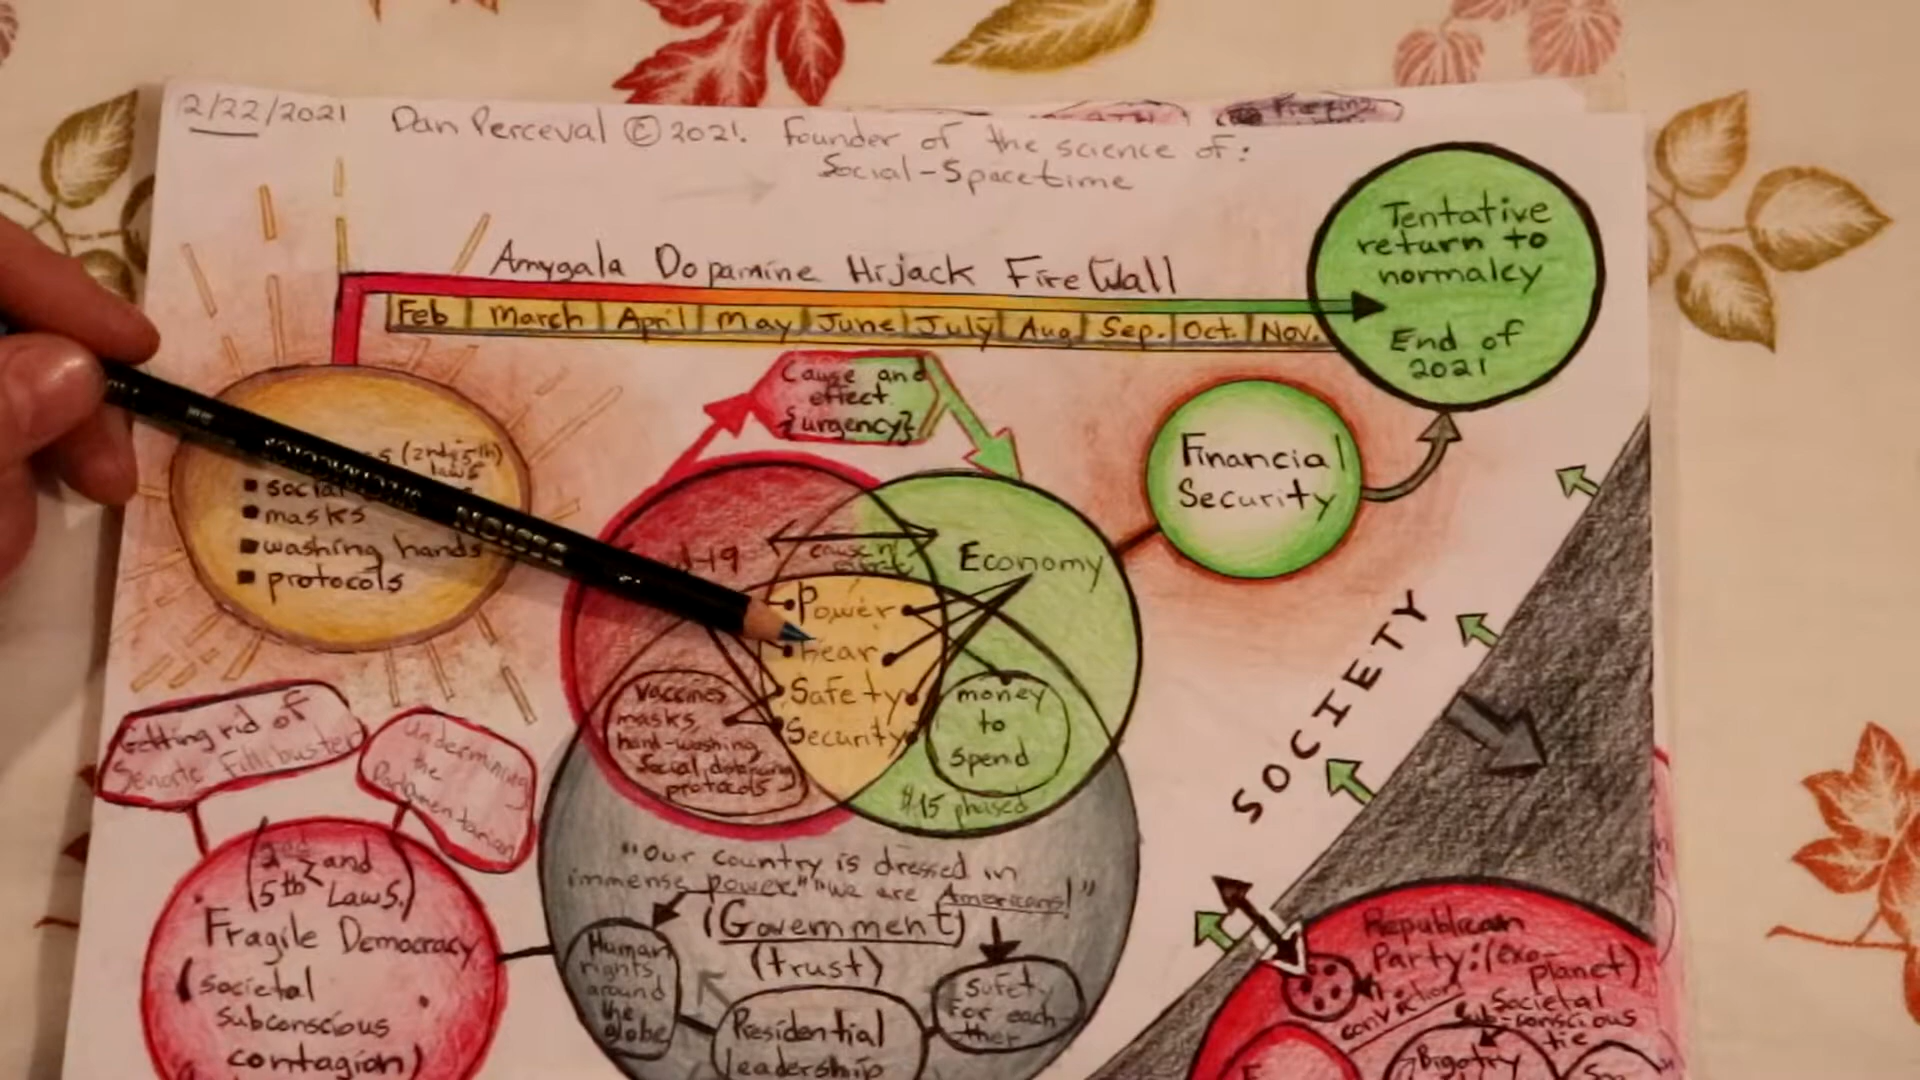 2/22/2021 Dan Perceval © 2021. Founder of the science of:
Social-Spacetime
Amygala Dopamine Hijack FireWall
Feb March April May June July Aug Sep. Oct. Nov.
Tentative
return to
normalcy
End of
2021
Cause and
effect
{urgency}
Financial
Security
(2nd, 5th)
laws
masks
washing hands
protocols
Economy
Power
Fear
Safety
Security
vaccines
masks
hand-washing
Social distancing
protocols
money
to
spend
$15 phased
SOCIETY
Getting rid of
Senate Fillibuster
Undermining
the
Parliamentarian
(2nd and
5th Laws.)
Fragile Democracy
(societal
subconscious
contagion)
"Our country is dressed in
immense power." "We are Americans!"
(Government)
(trust)
Human
rights
around
the
globe
Presidential
leadership
Safety
For each-
other
Republican
Party: (exo-
planet)
conviction
Societal
sub-conscious
tie
Bigotry